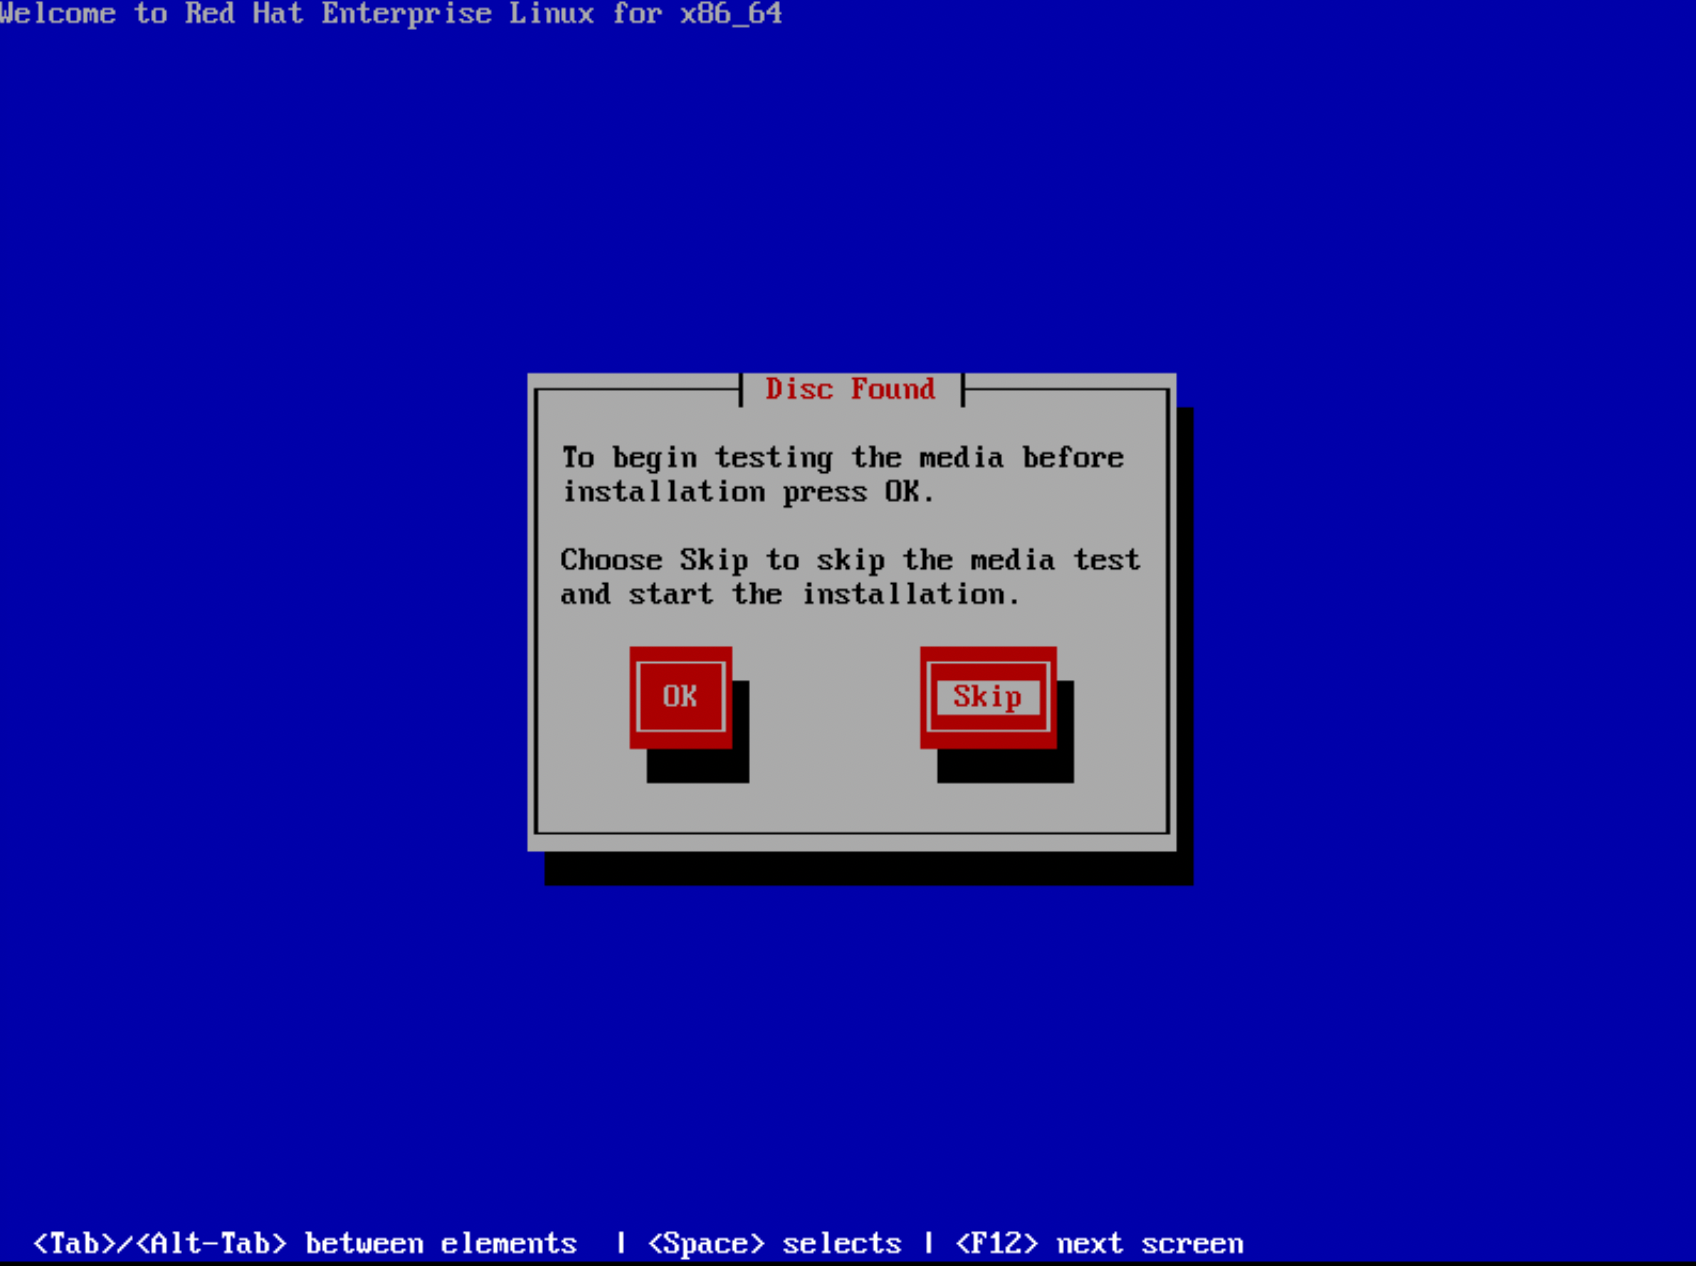 Welcome to Red Hat Enterprise Linux for x86_64
Disc Found
To begin testing the media before
installation press OK.
Choose Skip to skip the media test
and start the installation.
OK Skip
<Tab>/<Alt-Tab> between elements | <Space> selects | <F12> next screen